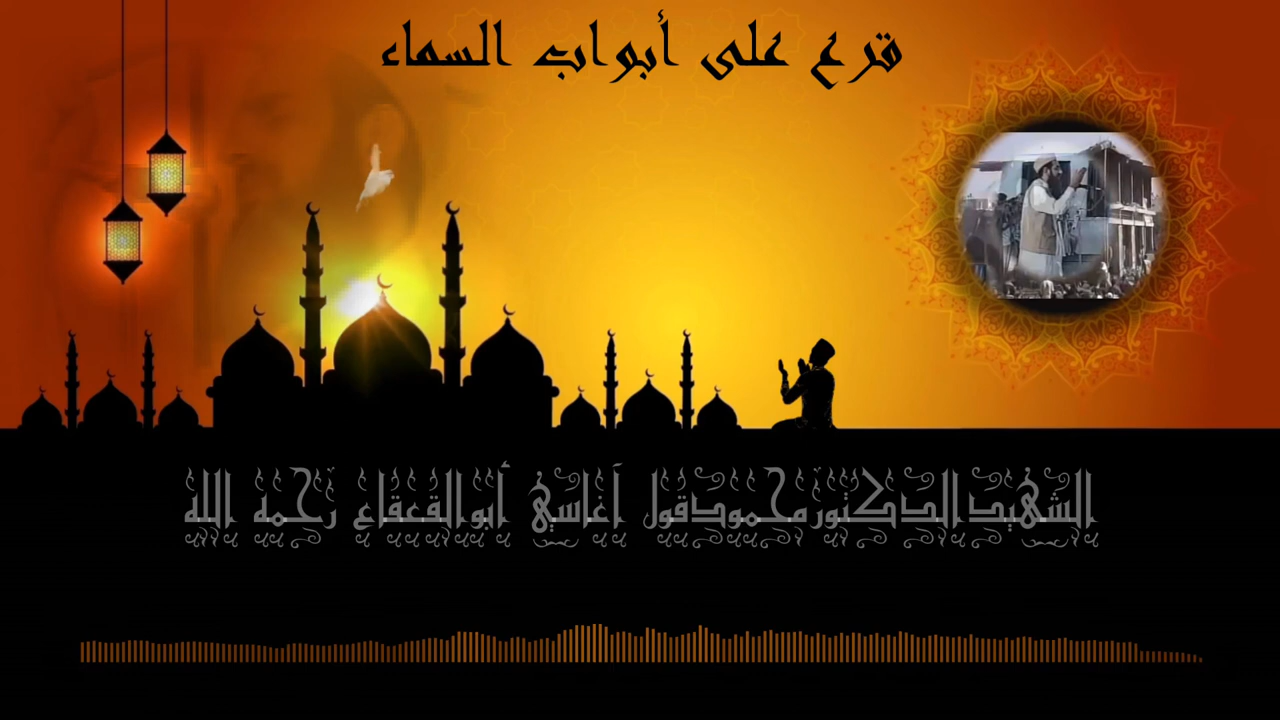 قرع على أبواب السماء
الشهيد الدكتور محمود قول آغاسي أبو القعقاع رحمه الله